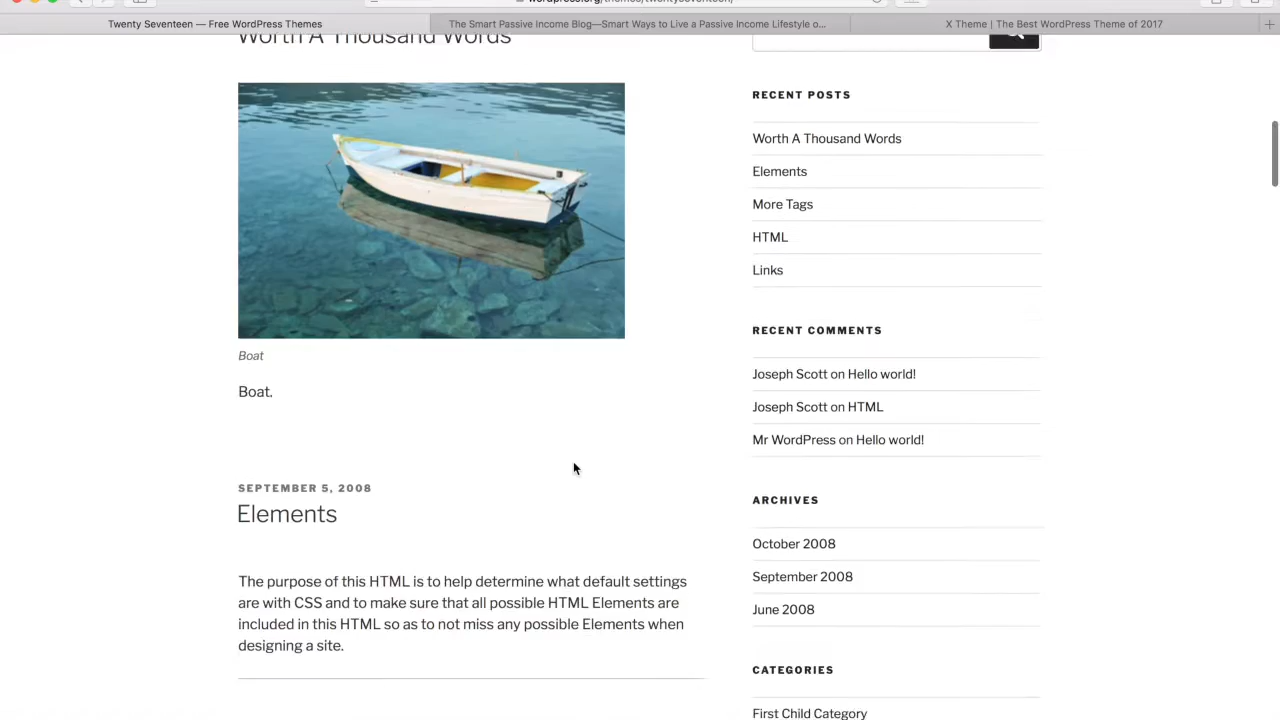 wordpress.org/themes/twentyseventeen/
Twenty Seventeen — Free WordPress Themes
The Smart Passive Income Blog—Smart Ways to Live a Passive Income Lifestyle o...
X Theme | The Best WordPress Theme of 2017
Worth A Thousand Words
Boat
Boat.
SEPTEMBER 5, 2008
Elements
The purpose of this HTML is to help determine what default settings
are with CSS and to make sure that all possible HTML Elements are
included in this HTML so as to not miss any possible Elements when
designing a site.
RECENT POSTS
Worth A Thousand Words
Elements
More Tags
HTML
Links
RECENT COMMENTS
Joseph Scott on Hello world!
Joseph Scott on HTML
Mr WordPress on Hello world!
ARCHIVES
October 2008
September 2008
June 2008
CATEGORIES
First Child Category